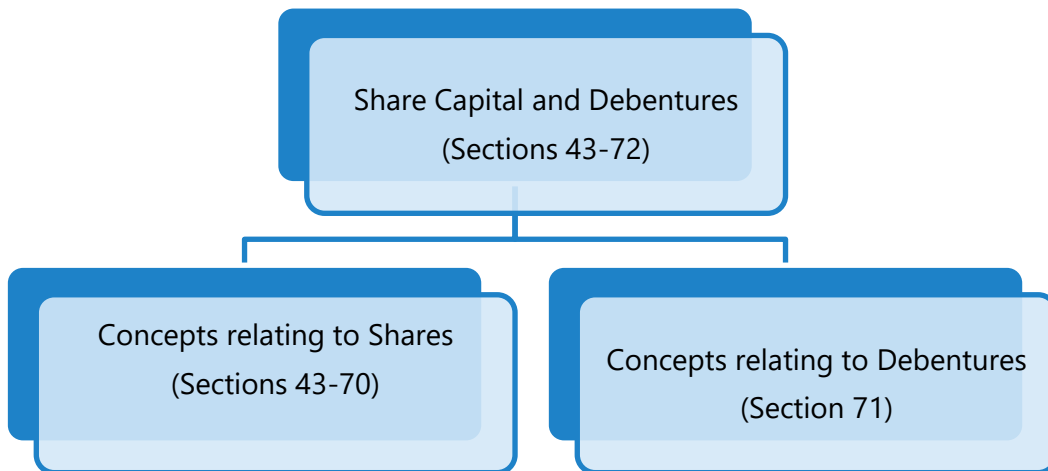 Share Capital and Debentures
(Sections 43-72)
Concepts relating to Shares
(Sections 43-70)
Concepts relating to Debentures
(Section 71)